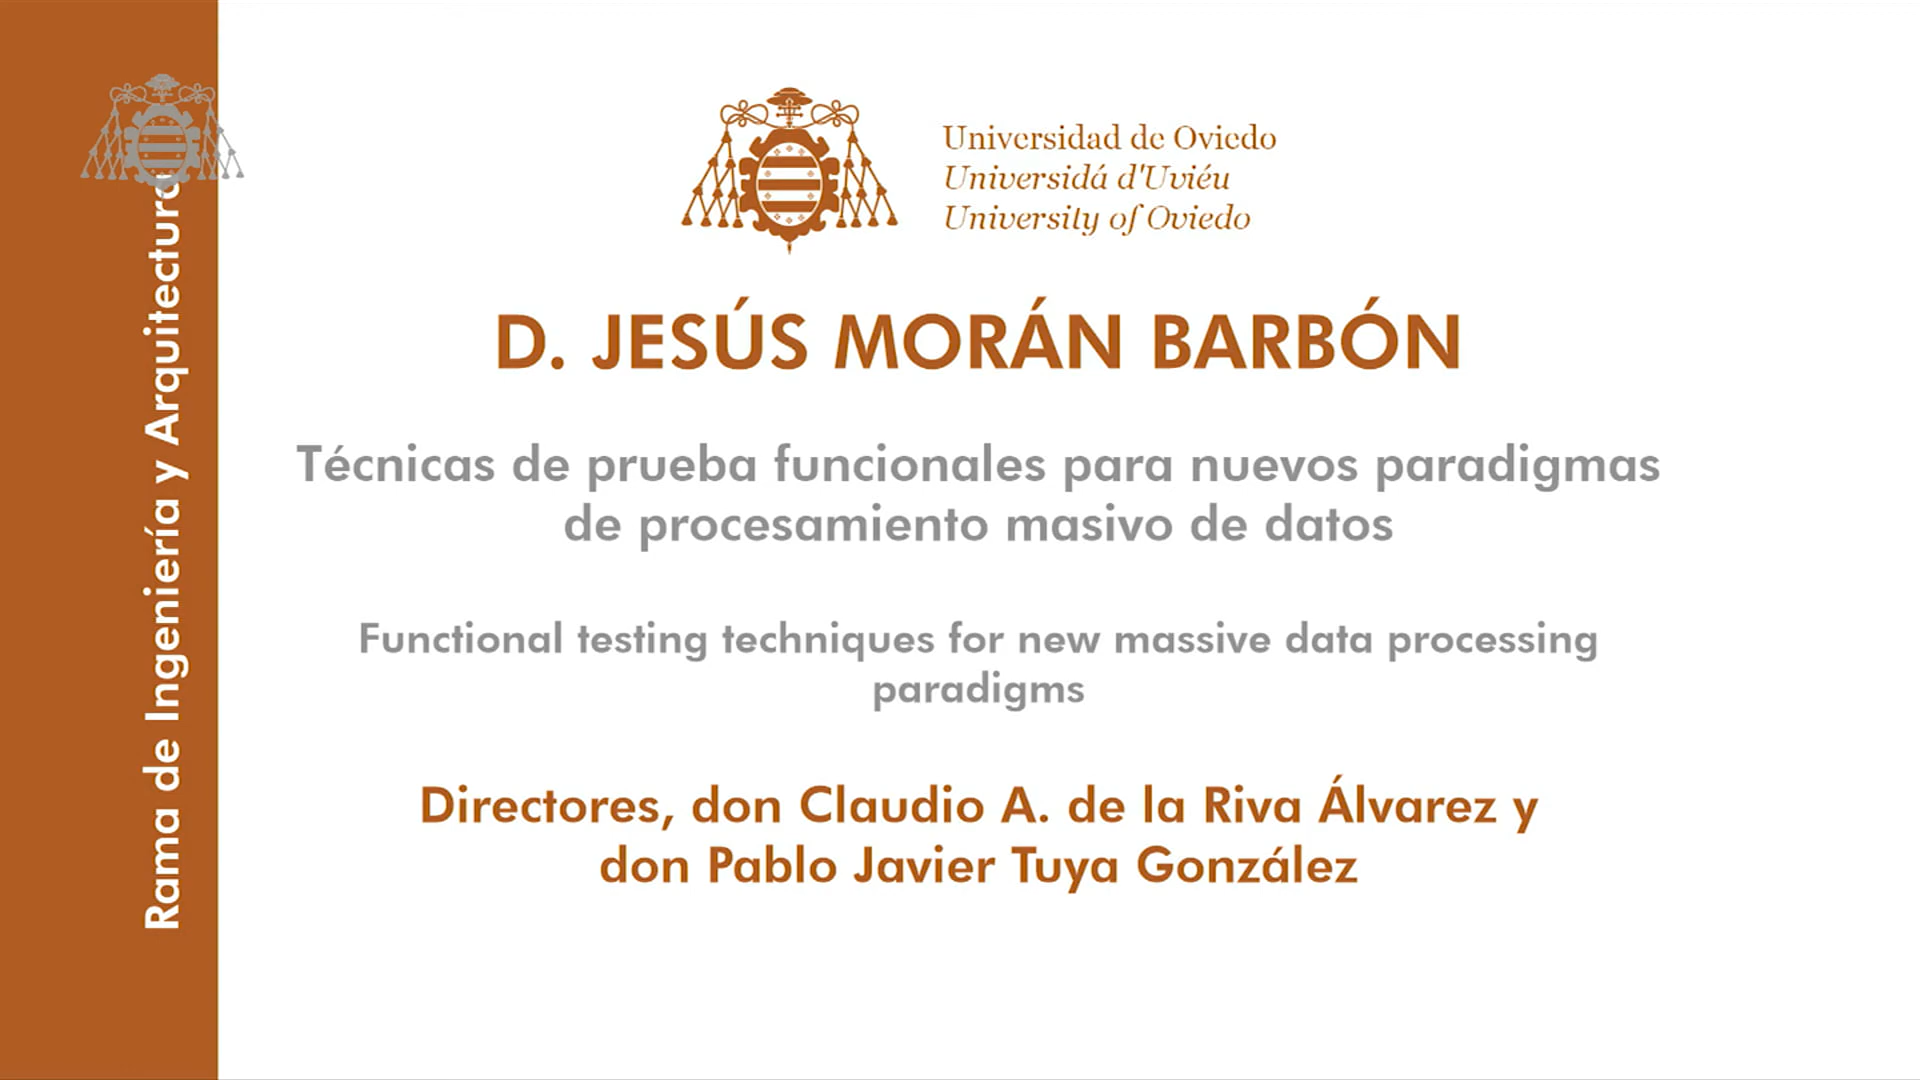 Rama de Ingeniería y Arquitectura
Universidad de Oviedo
Universidá d'Uviéu
University of Oviedo
D. JESÚS MORÁN BARBÓN
Técnicas de prueba funcionales para nuevos paradigmas
de procesamiento masivo de datos
Functional testing techniques for new massive data processing
paradigms
Directores, don Claudio A. de la Riva Álvarez y
don Pablo Javier Tuya González